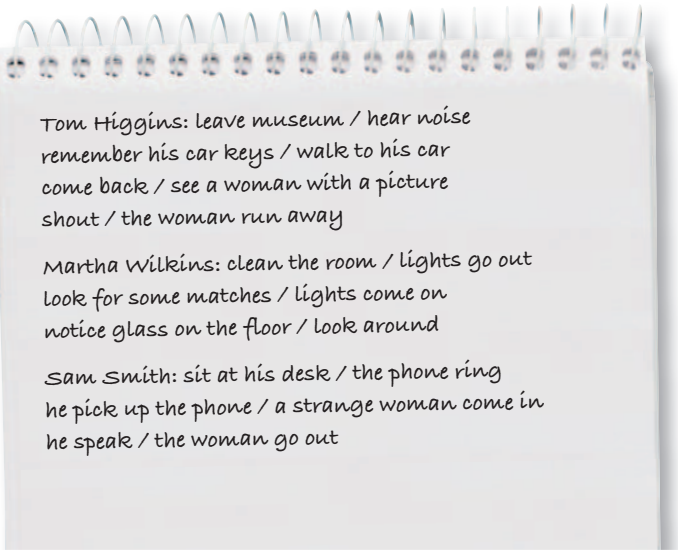 Tom Higgins: leave museum / hear noise
remember his car keys / walk to his car
come back / see a woman with a picture
shout / the woman run away
Martha Wilkins: clean the room / lights go out
look for some matches / lights come on
notice glass on the floor / look around
Sam Smith: sit at his desk / the phone ring
he pick up the phone / a strange woman come in
he speak / the woman go out